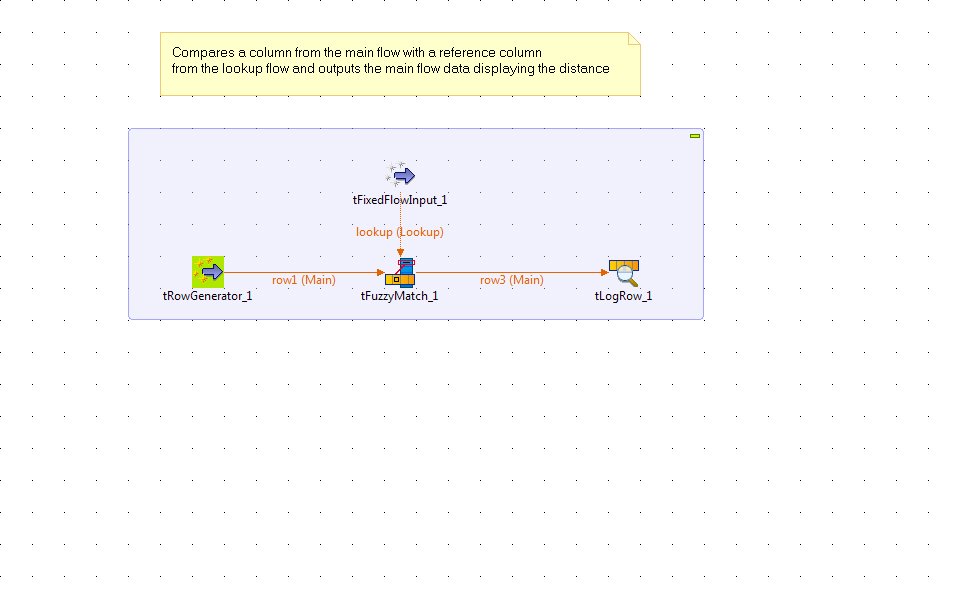 Compares a column from the main flow with a reference column
from the lookup flow and outputs the main flow data displaying the distance
tFixedFlowInput_1
lookup (Lookup)
row1 (Main)
row3 (Main)
tRowGenerator_1
tFuzzyMatch_1
tLogRow_1